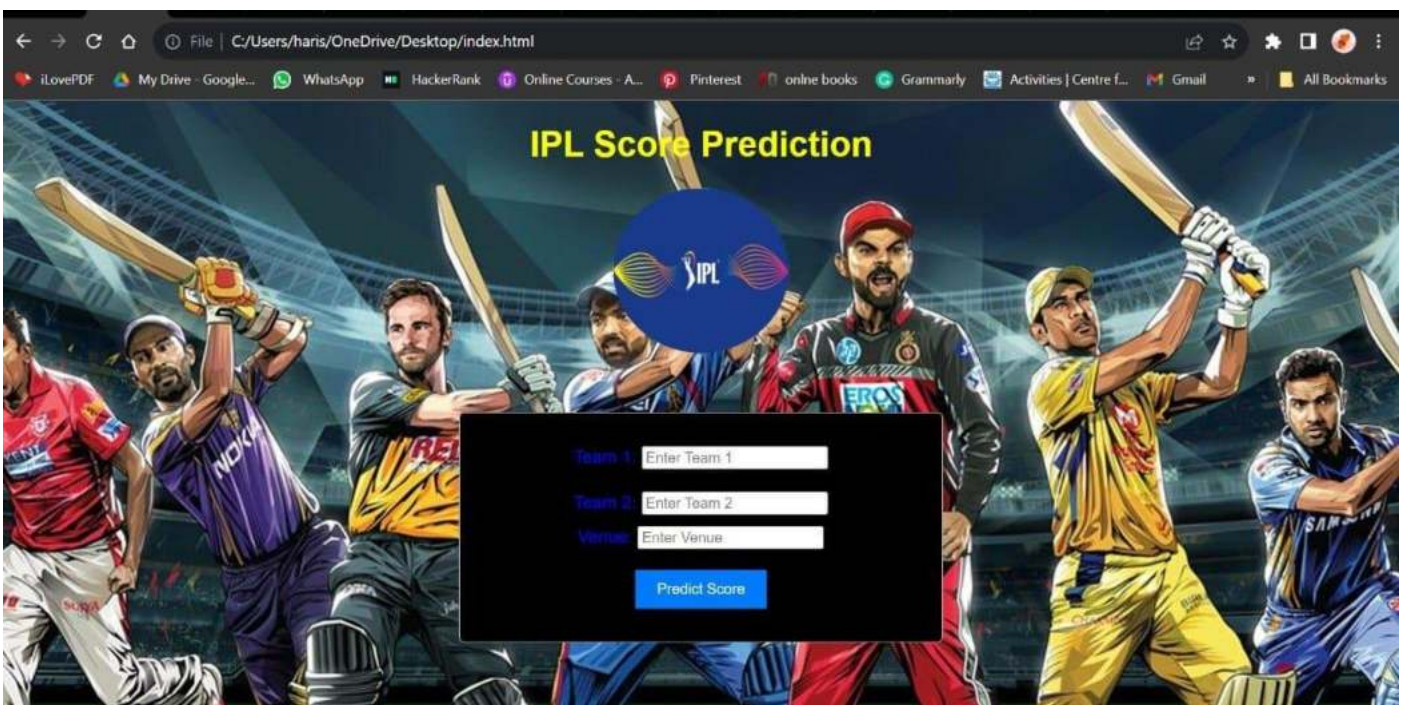 File | C:/Users/haris/OneDrive/Desktop/index.html
iLovePDF My Drive - Google... WhatsApp HackerRank Online Courses - A... Pinterest onlne books Grammarly Activities | Centre f... Gmail » All Bookmarks
IPL Score Prediction
IPL
EROS
NOKIA
Team 1: Enter Team 1
Team 2: Enter Team 2
Venue: Enter Venue
Predict Score